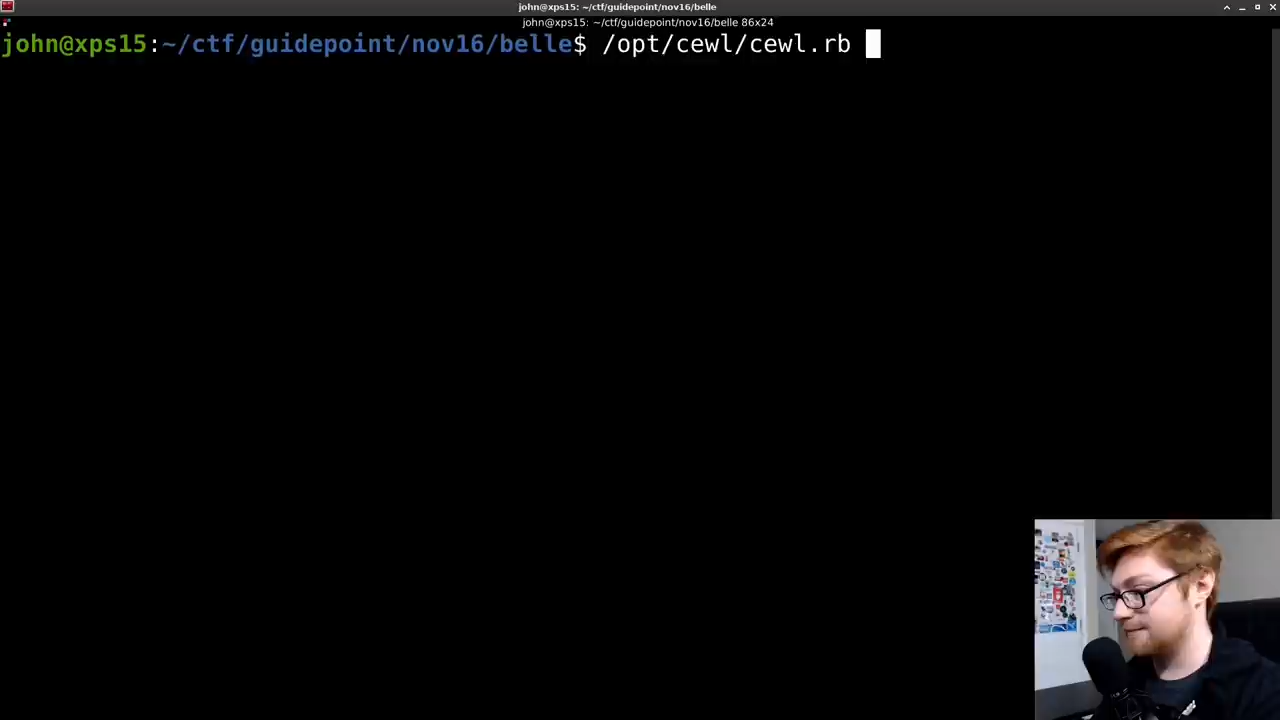 john@xps15: ~/ctf/guidepoint/nov16/belle
john@xps15: ~/ctf/guidepoint/nov16/belle 86x24
john@xps15:~/ctf/guidepoint/nov16/belle$ /opt/cewl/cewl.rb